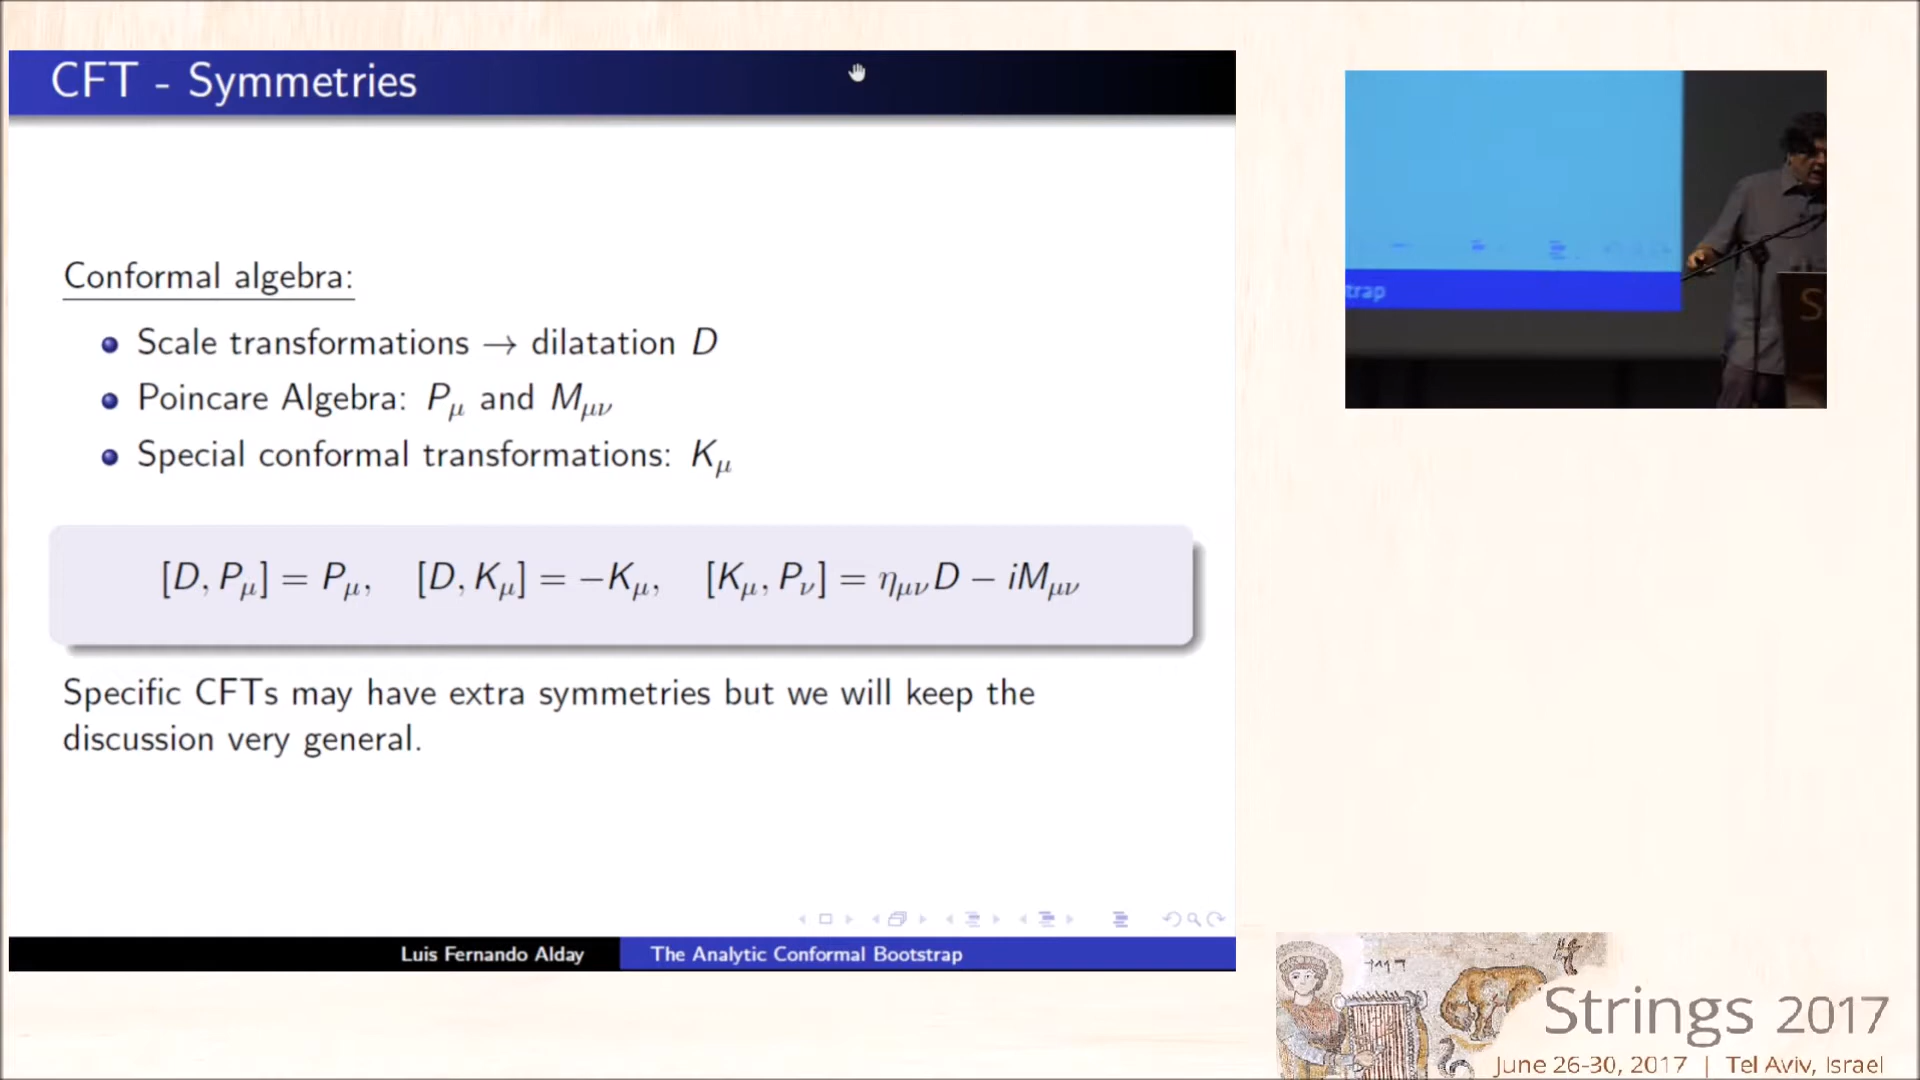 CFT - Symmetries
Conformal algebra:
Scale transformations → dilatation D
Poincare Algebra: P_μ and M_μν
Special conformal transformations: K_μ
[D, P_μ] = P_μ, [D, K_μ] = −K_μ, [K_μ, P_ν] = η_μν D − iM_μν
Specific CFTs may have extra symmetries but we will keep the
discussion very general.
Luis Fernando Alday The Analytic Conformal Bootstrap
trap
S
Strings 2017
June 26-30, 2017 | Tel Aviv, Israel